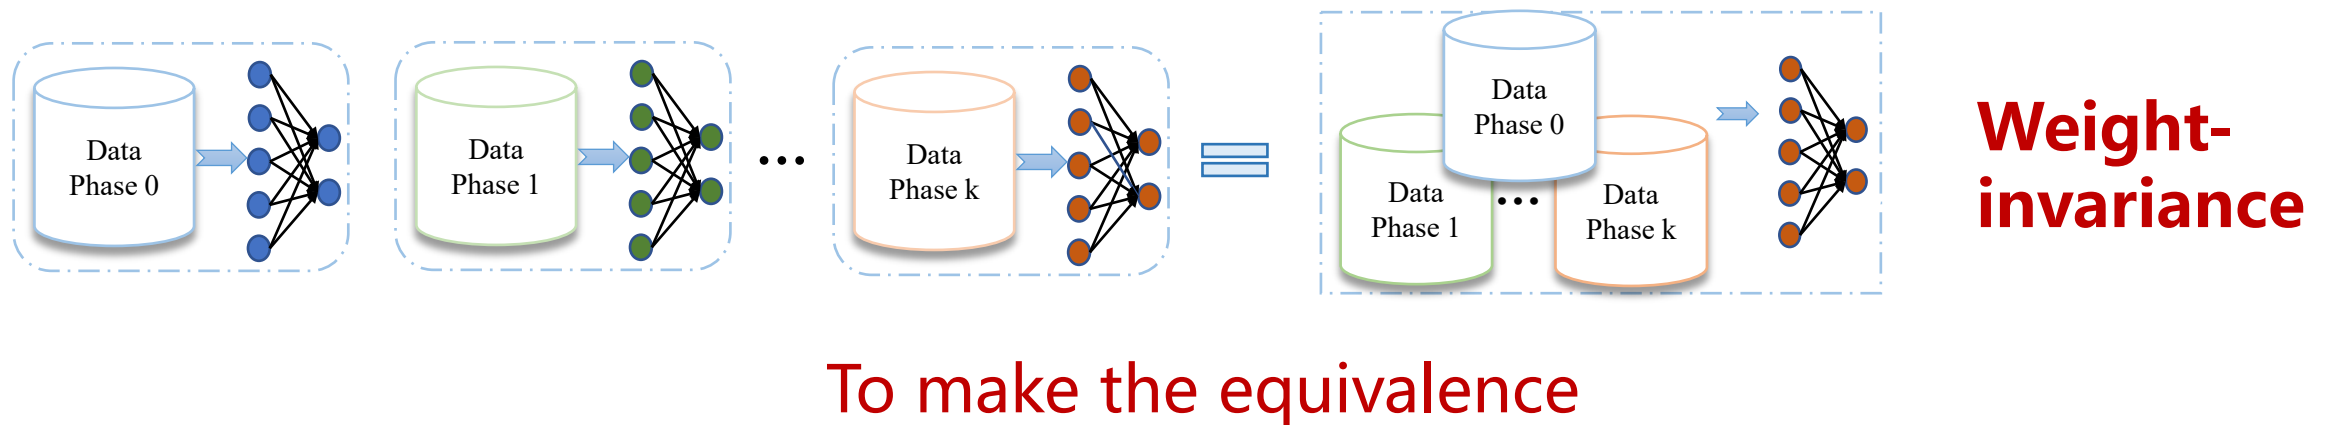 Data
Phase 0
Data
Phase 1
...
Data
Phase k
Data
Phase 0
Data
Phase 1
...
Data
Phase k
Weight-
invariance
To make the equivalence